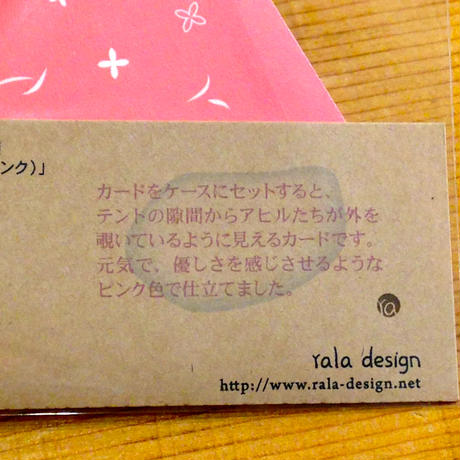 ンク)」
カードをケースにセットすると、
テントの隙間からアヒルたちが外を
覗いているように見えるカードです。
元気で、優しさを感じさせるような
ピンク色で仕立てました。
ra
rala design
http://www.rala-design.net